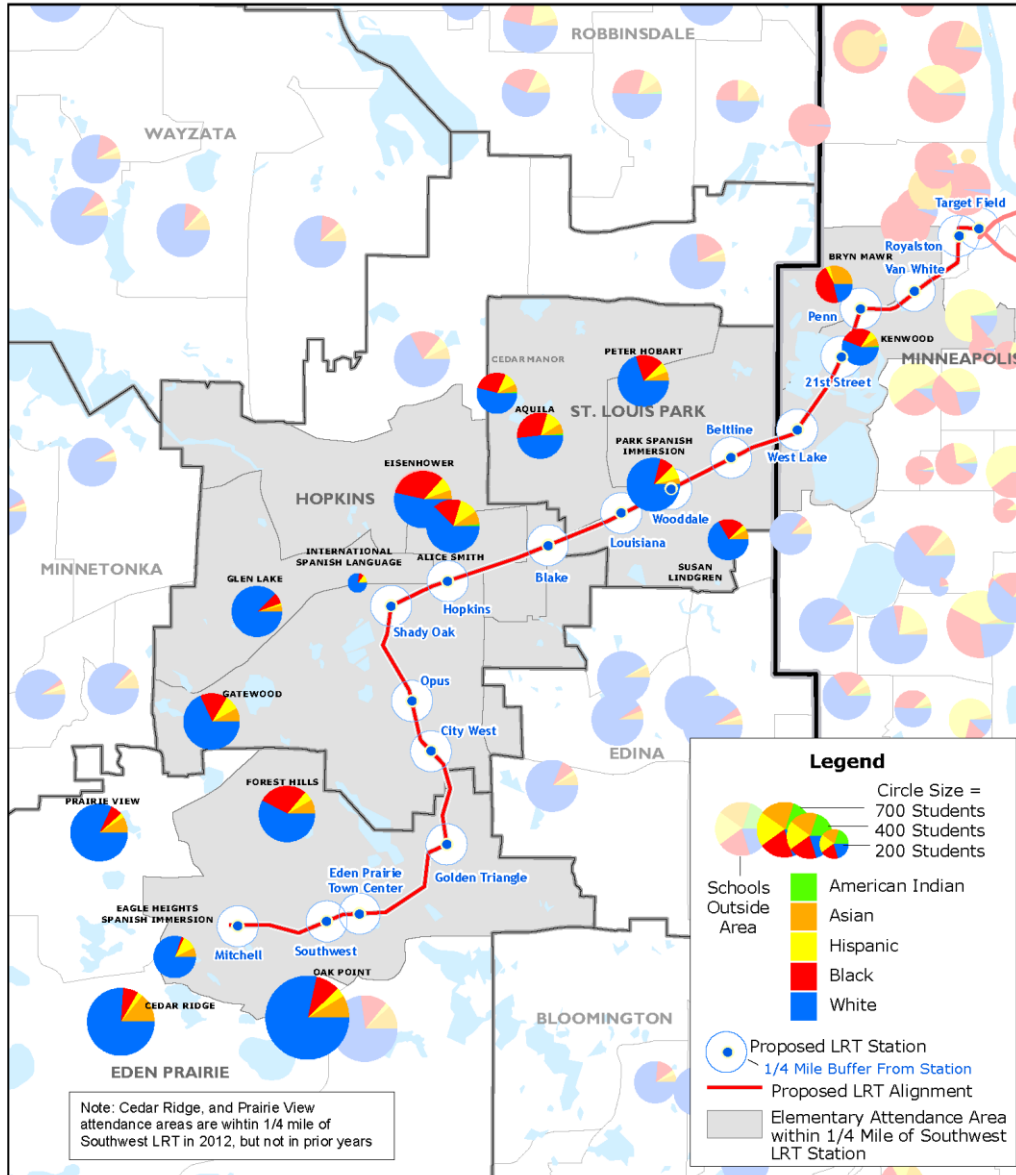 ROBBINSDALE
WAYZATA
Target Field
Royalston
BRYN MAWR
Van White
Penn
KENWOOD
MINNEAPOLIS
21st Street
CEDAR MANOR
PETER HOBART
AQUILA
ST. LOUIS PARK
Beltline
West Lake
PARK SPANISH
IMMERSION
EISENHOWER
HOPKINS
Wooddale
Louisiana
INTERNATIONAL
SPANISH LANGUAGE
ALICE SMITH
Blake
SUSAN
LINDGREN
MINNETONKA
GLEN LAKE
Hopkins
Shady Oak
Opus
GATEWOOD
City West
EDINA
FOREST HILLS
PRAIRIE VIEW
Golden Triangle
Eden Prairie
Town Center
EAGLE HEIGHTS
SPANISH IMMERSION
Mitchell
Southwest
OAK POINT
CEDAR RIDGE
BLOOMINGTON
EDEN PRAIRIE
Note: Cedar Ridge, and Prairie View
attendance areas are whithin 1/4 mile of
Southwest LRT in 2012, but not in prior years
Legend
Circle Size =
700 Students
400 Students
200 Students
Schools
Outside
Area
American Indian
Asian
Hispanic
Black
White
Proposed LRT Station
1/4 Mile Buffer From Station
Proposed LRT Alignment
Elementary Attendance Area
within 1/4 Mile of Southwest
LRT Station